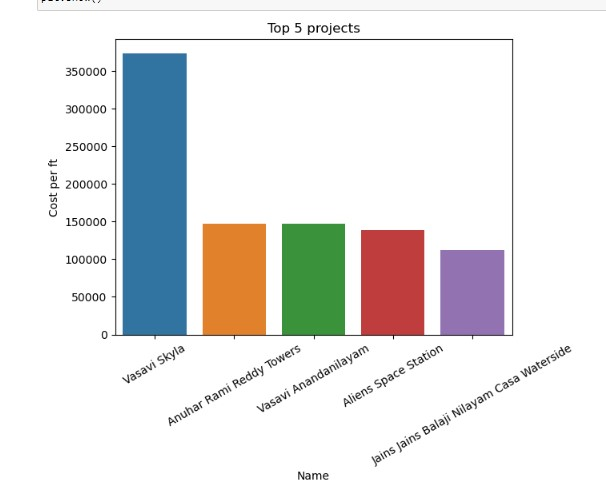 Top 5 projects
Cost per ft
350000
300000
250000
200000
150000
100000
50000
0
Vasavi Skyla
Anuhar Rami Reddy Towers
Vasavi Anandanilayam
Aliens Space Station
Jains Jains Balaji Nilayam Casa Waterside
Name